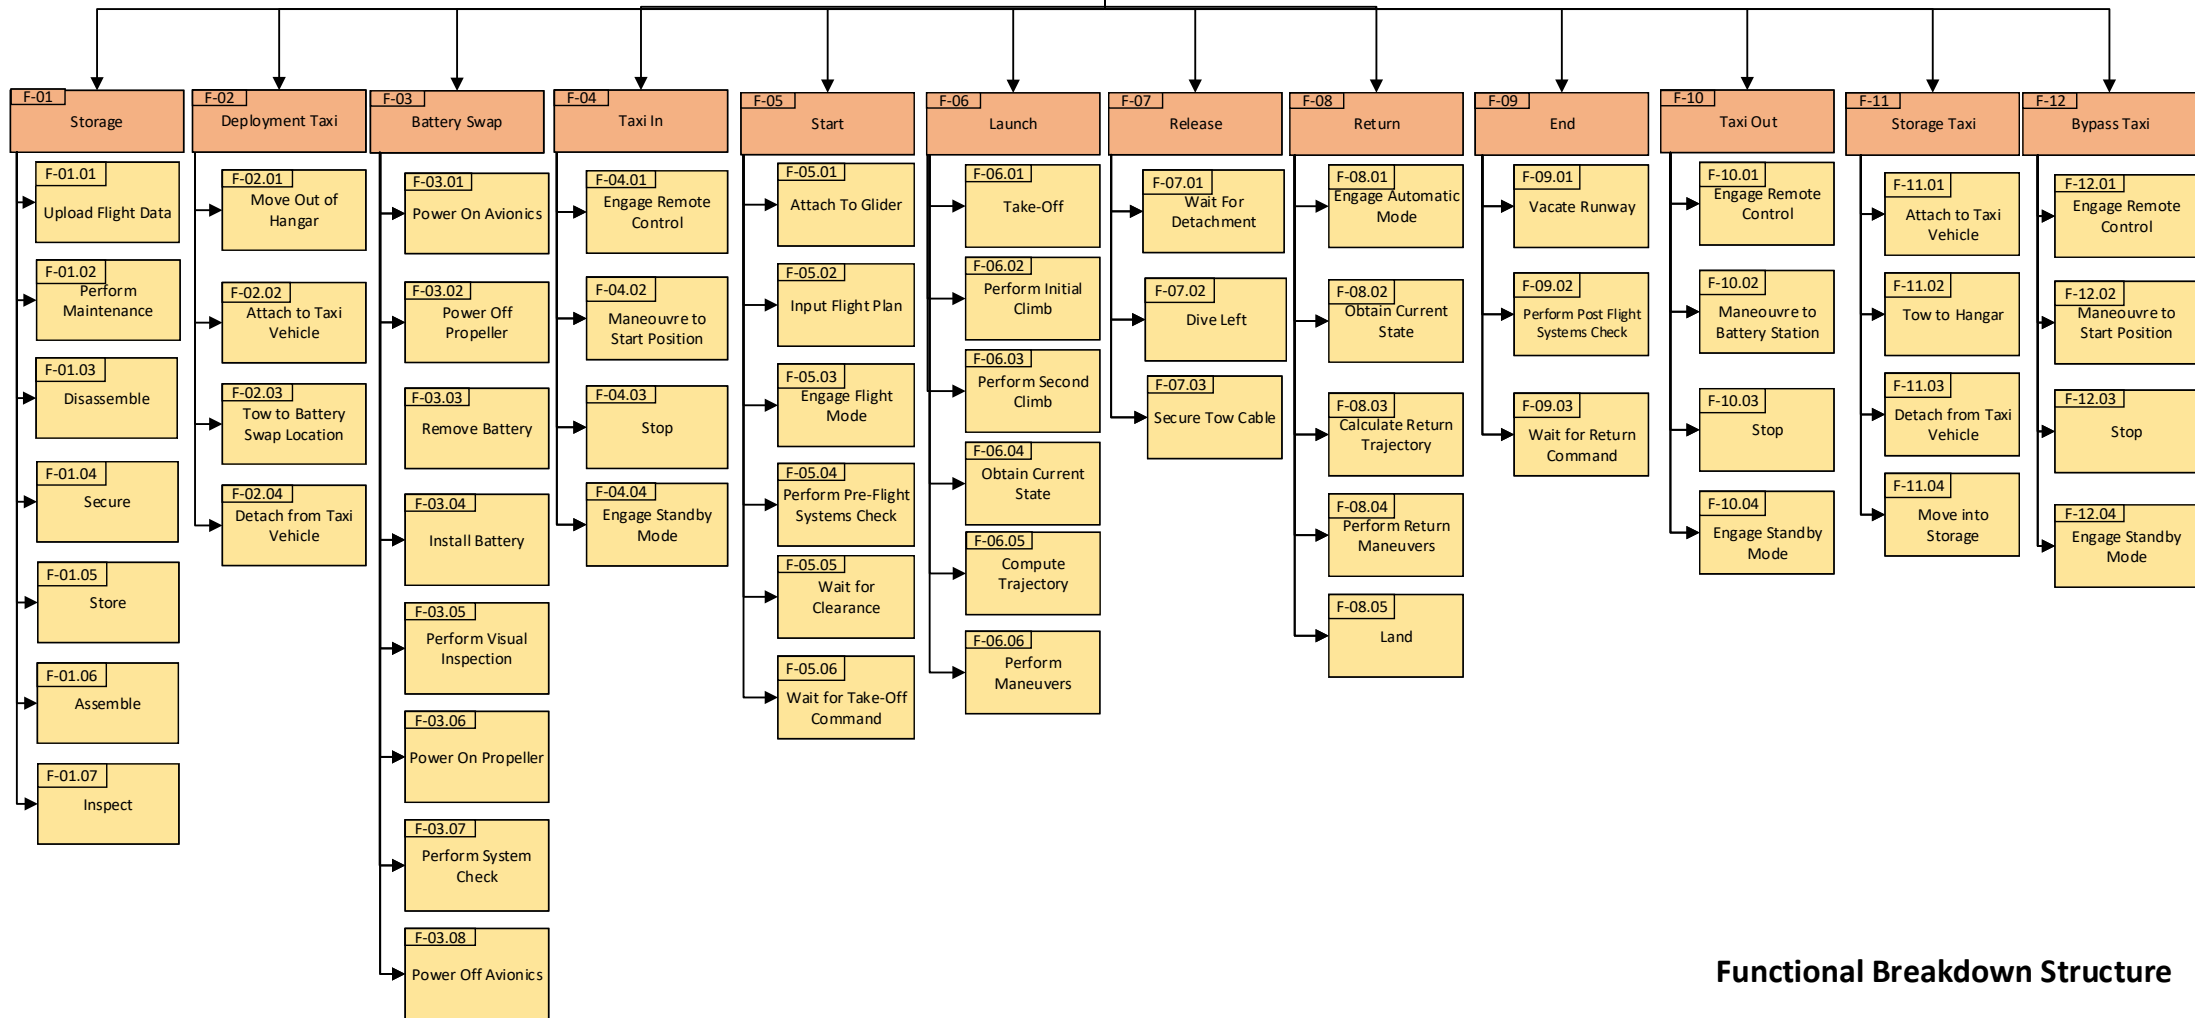 F-01
Storage
F-01.01
Upload Flight Data
F-01.02
Perform
Maintenance
F-01.03
Disassemble
F-01.04
Secure
F-01.05
Store
F-01.06
Assemble
F-01.07
Inspect
F-02
Deployment Taxi
F-02.01
Move Out of
Hangar
F-02.02
Attach to Taxi
Vehicle
F-02.03
Tow to Battery
Swap Location
F-02.04
Detach from Taxi
Vehicle
F-03
Battery Swap
F-03.01
Power On Avionics
F-03.02
Power Off
Propeller
F-03.03
Remove Battery
F-03.04
Install Battery
F-03.05
Perform Visual
Inspection
F-03.06
Power On Propeller
F-03.07
Perform System
Check
F-03.08
Power Off Avionics
F-04
Taxi In
F-04.01
Engage Remote
Control
F-04.02
Maneouvre to
Start Position
F-04.03
Stop
F-04.04
Engage Standby
Mode
F-05
Start
F-05.01
Attach To Glider
F-05.02
Input Flight Plan
F-05.03
Engage Flight
Mode
F-05.04
Perform Pre-Flight
Systems Check
F-05.05
Wait for
Clearance
F-05.06
Wait for Take-Off
Command
F-06
Launch
F-06.01
Take-Off
F-06.02
Perform Initial
Climb
F-06.03
Perform Second
Climb
F-06.04
Obtain Current
State
F-06.05
Compute
Trajectory
F-06.06
Perform
Maneuvers
F-07
Release
F-07.01
Wait For
Detachment
F-07.02
Dive Left
F-07.03
Secure Tow Cable
F-08
Return
F-08.01
Engage Automatic
Mode
F-08.02
Obtain Current
State
F-08.03
Calculate Return
Trajectory
F-08.04
Perform Return
Maneuvers
F-08.05
Land
F-09
End
F-09.01
Vacate Runway
F-09.02
Perform Post Flight
Systems Check
F-09.03
Wait for Return
Command
F-10
Taxi Out
F-10.01
Engage Remote
Control
F-10.02
Maneouvre to
Battery Station
F-10.03
Stop
F-10.04
Engage Standby
Mode
F-11
Storage Taxi
F-11.01
Attach to Taxi
Vehicle
F-11.02
Tow to Hangar
F-11.03
Detach from Taxi
Vehicle
F-11.04
Move into
Storage
F-12
Bypass Taxi
F-12.01
Engage Remote
Control
F-12.02
Maneouvre to
Start Position
F-12.03
Stop
F-12.04
Engage Standby
Mode
Functional Breakdown Structure